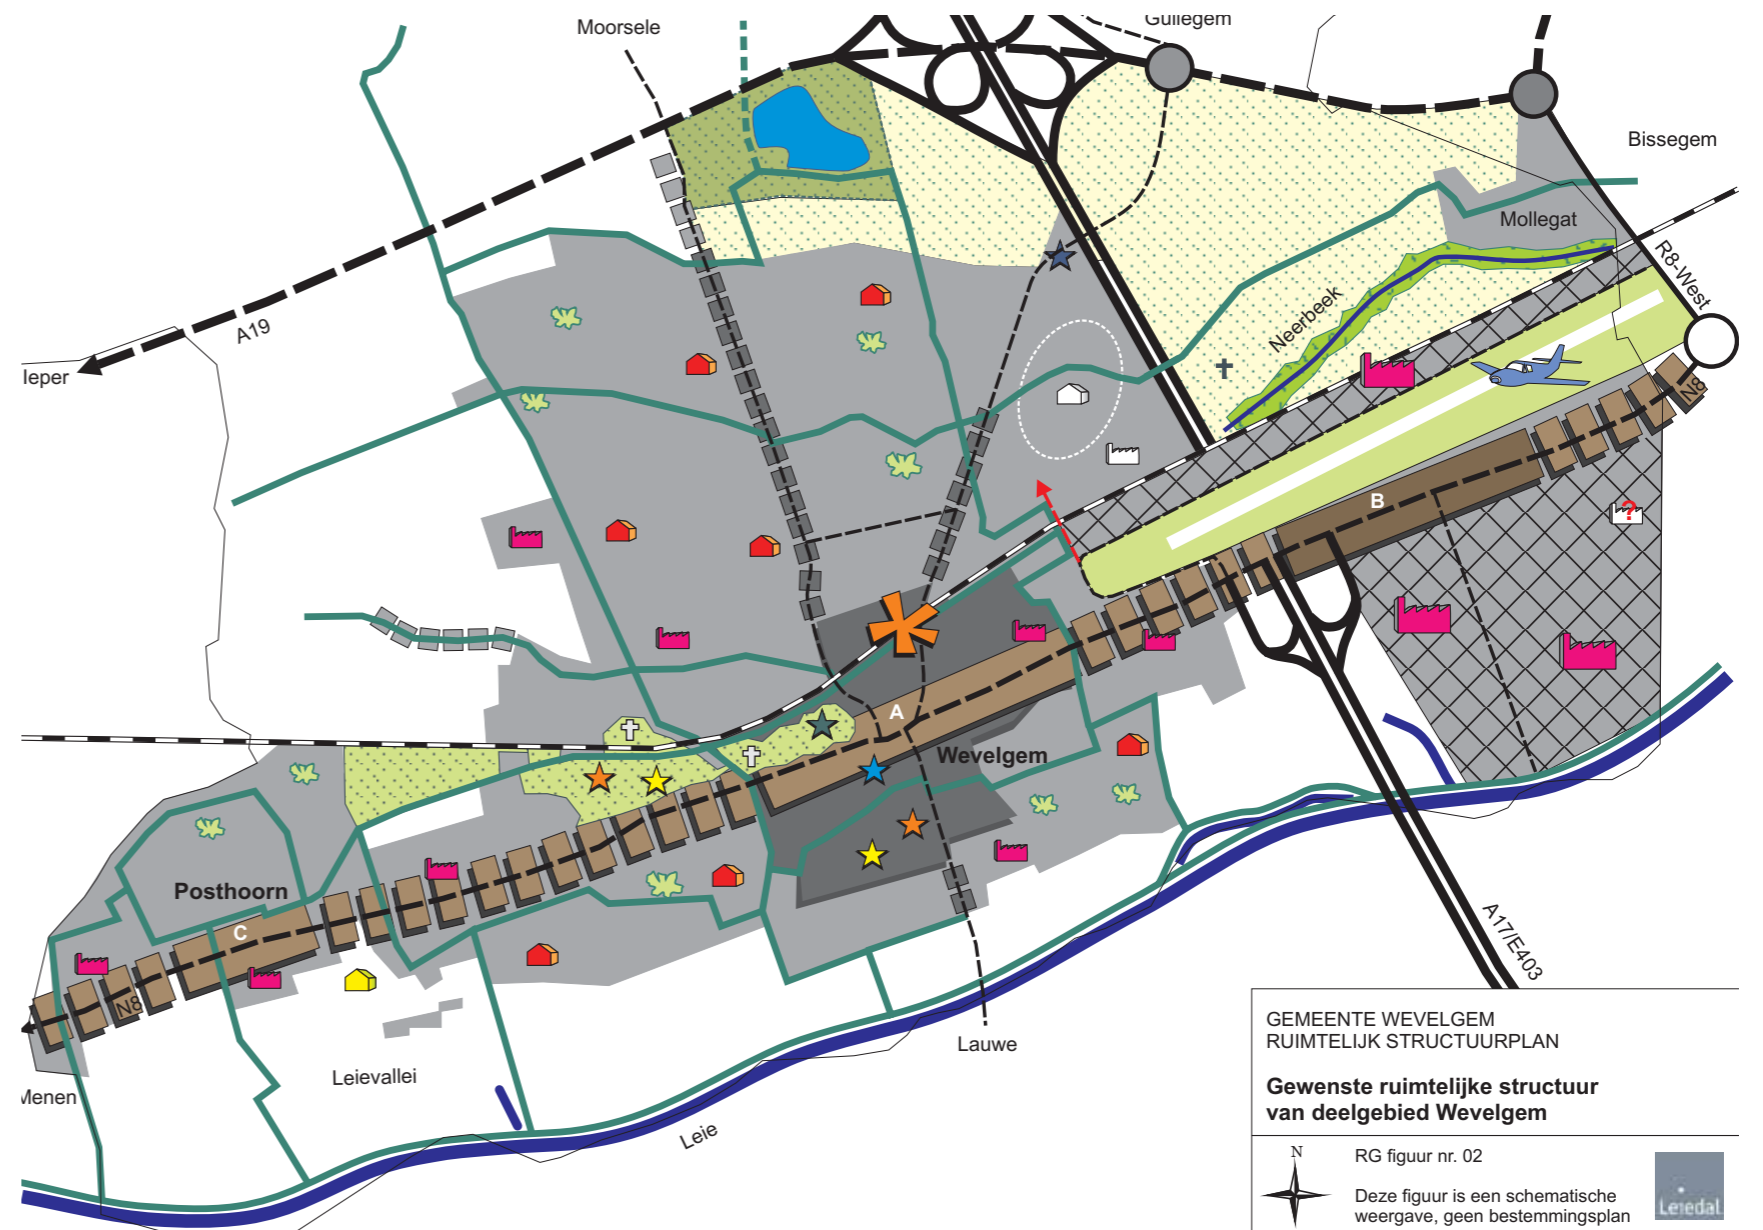 Moorsele
Gullegem
Bissegem
Mollegat
R8-West
A19
Neerbeek
Ieper
N8
B
?
A
Wevelgem
Posthoorn
C
N8
A17/E403
Lauwe
Leievallei
Menen
Leie
GEMEENTE WEVELGEM
RUIMTELIJK STRUCTUURPLAN
Gewenste ruimtelijke structuur
van deelgebied Wevelgem
N
RG figuur nr. 02
Deze figuur is een schematische
weergave, geen bestemmingsplan
Leiedal